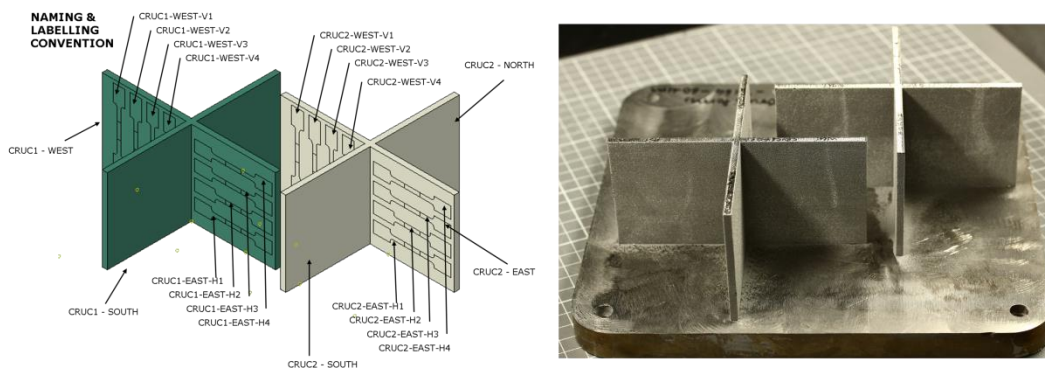 NAMING &
LABELLING
CONVENTION
CRUC1-WEST-V1
CRUC1-WEST-V2
CRUC1-WEST-V3
CRUC1-WEST-V4
CRUC2-WEST-V1
CRUC2-WEST-V2
CRUC2-WEST-V3
CRUC2-WEST-V4
CRUC2 - NORTH
CRUC1 - WEST
CRUC2 - EAST
CRUC1-EAST-H1
CRUC1-EAST-H2
CRUC1-EAST-H3
CRUC1-EAST-H4
CRUC1 - SOUTH
CRUC2-EAST-H1
CRUC2-EAST-H2
CRUC2-EAST-H3
CRUC2-EAST-H4
CRUC2 - SOUTH